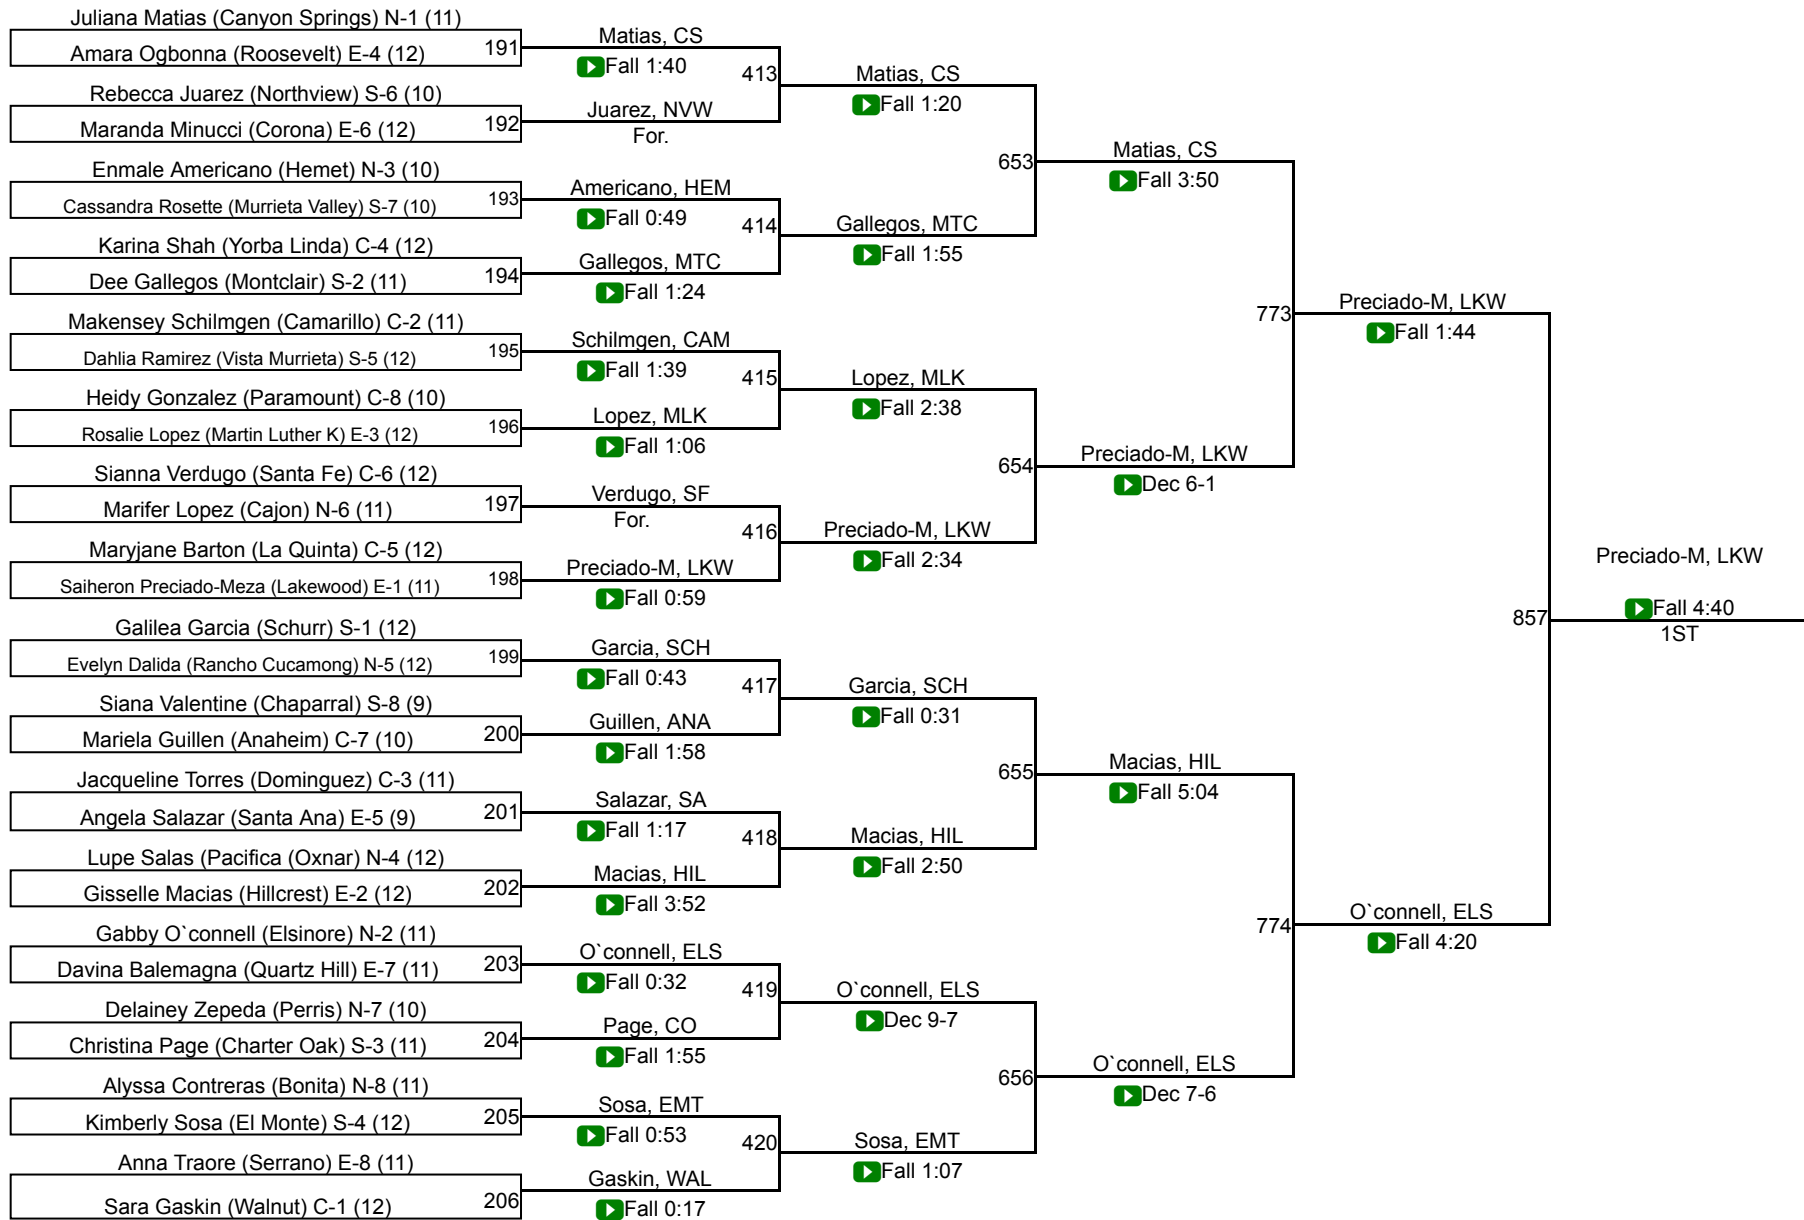 Juliana Matias (Canyon Springs) N-1 (11)
Amara Ogbonna (Roosevelt) E-4 (12)
191
Rebecca Juarez (Northview) S-6 (10)
Maranda Minucci (Corona) E-6 (12)
192
Enmale Americano (Hemet) N-3 (10)
Cassandra Rosette (Murrieta Valley) S-7 (10)
193
Karina Shah (Yorba Linda) C-4 (12)
Dee Gallegos (Montclair) S-2 (11)
194
Makensey Schilmgen (Camarillo) C-2 (11)
Dahlia Ramirez (Vista Murrieta) S-5 (12)
195
Heidy Gonzalez (Paramount) C-8 (10)
Rosalie Lopez (Martin Luther K) E-3 (12)
196
Sianna Verdugo (Santa Fe) C-6 (12)
Marifer Lopez (Cajon) N-6 (11)
197
Maryjane Barton (La Quinta) C-5 (12)
Saiheron Preciado-Meza (Lakewood) E-1 (11)
198
Galilea Garcia (Schurr) S-1 (12)
Evelyn Dalida (Rancho Cucamong) N-5 (12)
199
Siana Valentine (Chaparral) S-8 (9)
Mariela Guillen (Anaheim) C-7 (10)
200
Jacqueline Torres (Dominguez) C-3 (11)
Angela Salazar (Santa Ana) E-5 (9)
201
Lupe Salas (Pacifica (Oxnar) N-4 (12)
Gisselle Macias (Hillcrest) E-2 (12)
202
Gabby O`connell (Elsinore) N-2 (11)
Davina Balemagna (Quartz Hill) E-7 (11)
203
Delainey Zepeda (Perris) N-7 (10)
Christina Page (Charter Oak) S-3 (11)
204
Alyssa Contreras (Bonita) N-8 (11)
Kimberly Sosa (El Monte) S-4 (12)
205
Anna Traore (Serrano) E-8 (11)
Sara Gaskin (Walnut) C-1 (12)
206
Matias, CS
Fall 1:40
413
Juarez, NVW
For.
Americano, HEM
Fall 0:49
414
Gallegos, MTC
Fall 1:24
Schilmgen, CAM
Fall 1:39
415
Lopez, MLK
Fall 1:06
Verdugo, SF
For.
416
Preciado-M, LKW
Fall 0:59
Garcia, SCH
Fall 0:43
417
Guillen, ANA
Fall 1:58
Salazar, SA
Fall 1:17
418
Macias, HIL
Fall 3:52
O`connell, ELS
Fall 0:32
419
Page, CO
Fall 1:55
Sosa, EMT
Fall 0:53
420
Gaskin, WAL
Fall 0:17
Matias, CS
Fall 1:20
653
Gallegos, MTC
Fall 1:55
Lopez, MLK
Fall 2:38
654
Preciado-M, LKW
Fall 2:34
Garcia, SCH
Fall 0:31
655
Macias, HIL
Fall 2:50
O`connell, ELS
Dec 9-7
656
Sosa, EMT
Fall 1:07
Matias, CS
Fall 3:50
773
Preciado-M, LKW
Dec 6-1
Macias, HIL
Fall 5:04
774
O`connell, ELS
Dec 7-6
Preciado-M, LKW
Fall 1:44
857
O`connell, ELS
Fall 4:20
Preciado-M, LKW
Fall 4:40
1ST